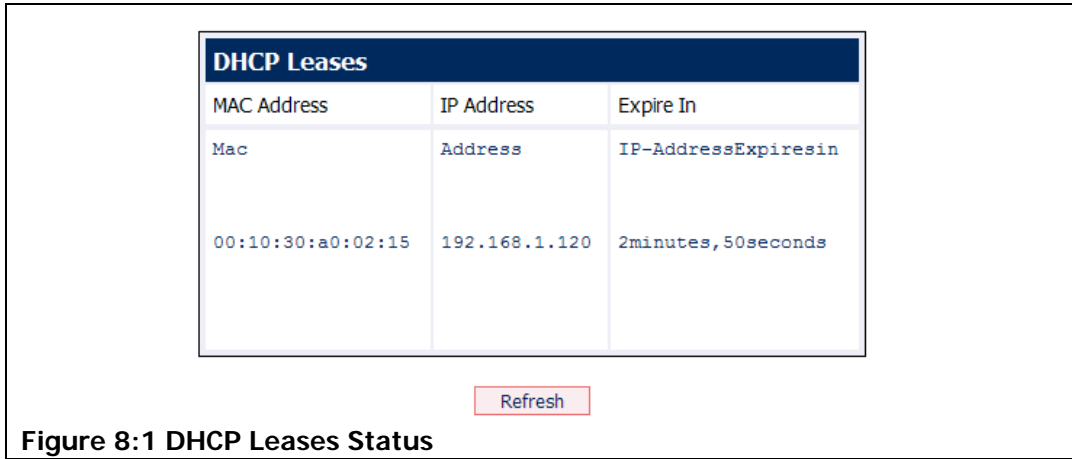 DHCP Leases
MAC Address IP Address Expire In
Mac Address IP-AddressExpiresin
00:10:30:a0:02:15 192.168.1.120 2minutes,50seconds
Refresh
Figure 8:1 DHCP Leases Status